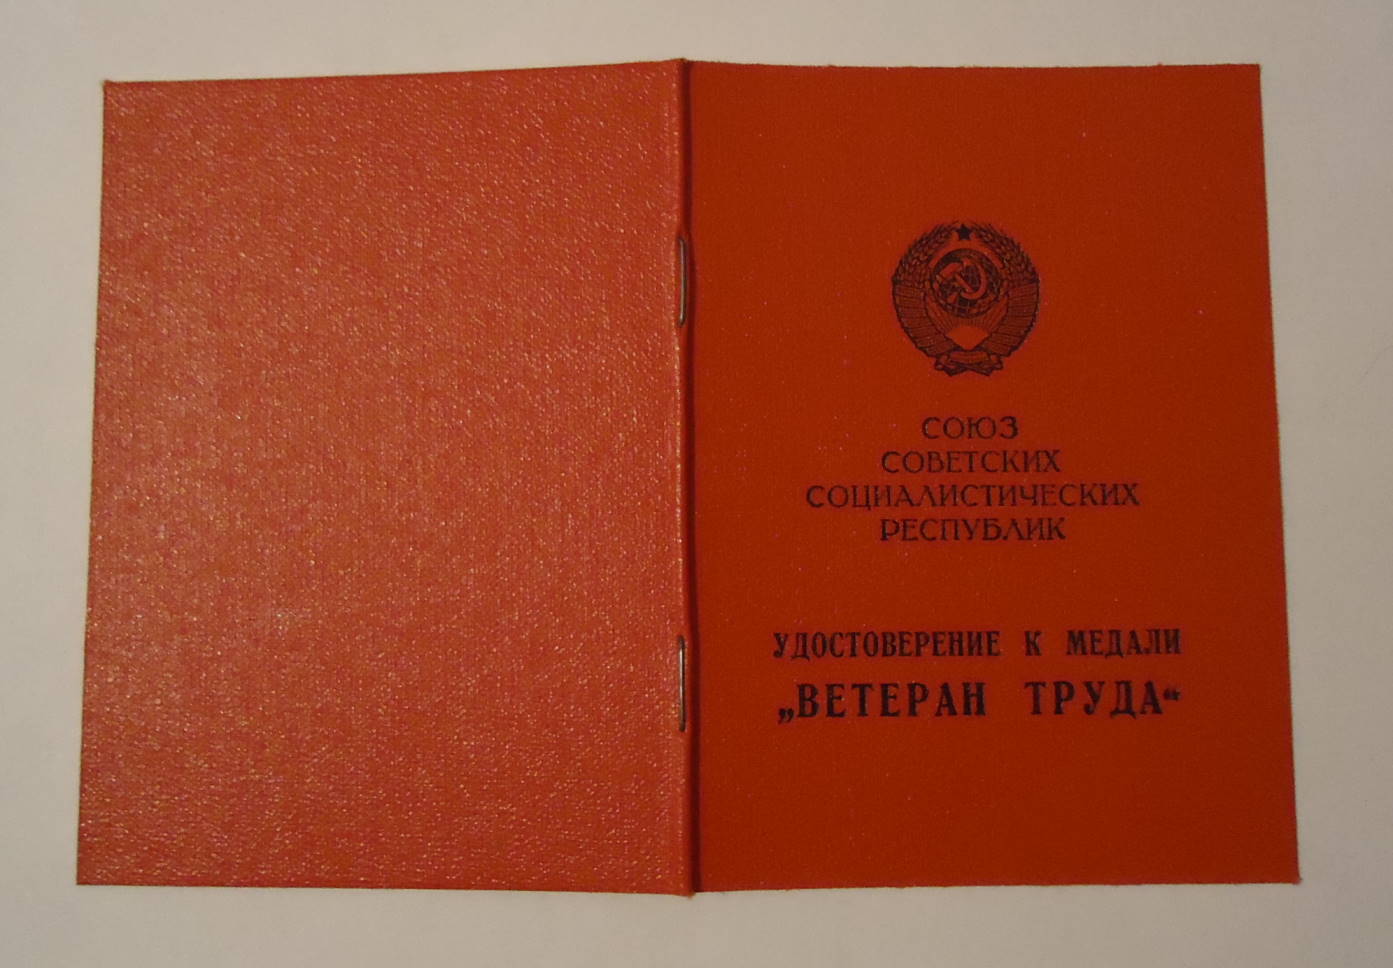 СОЮЗ
СОВЕТСКИХ
СОЦИАЛИСТИЧЕСКИХ
РЕСПУБЛИК
УДОСТОВЕРЕНИЕ К МЕДАЛИ
„ВЕТЕРАН ТРУДА“